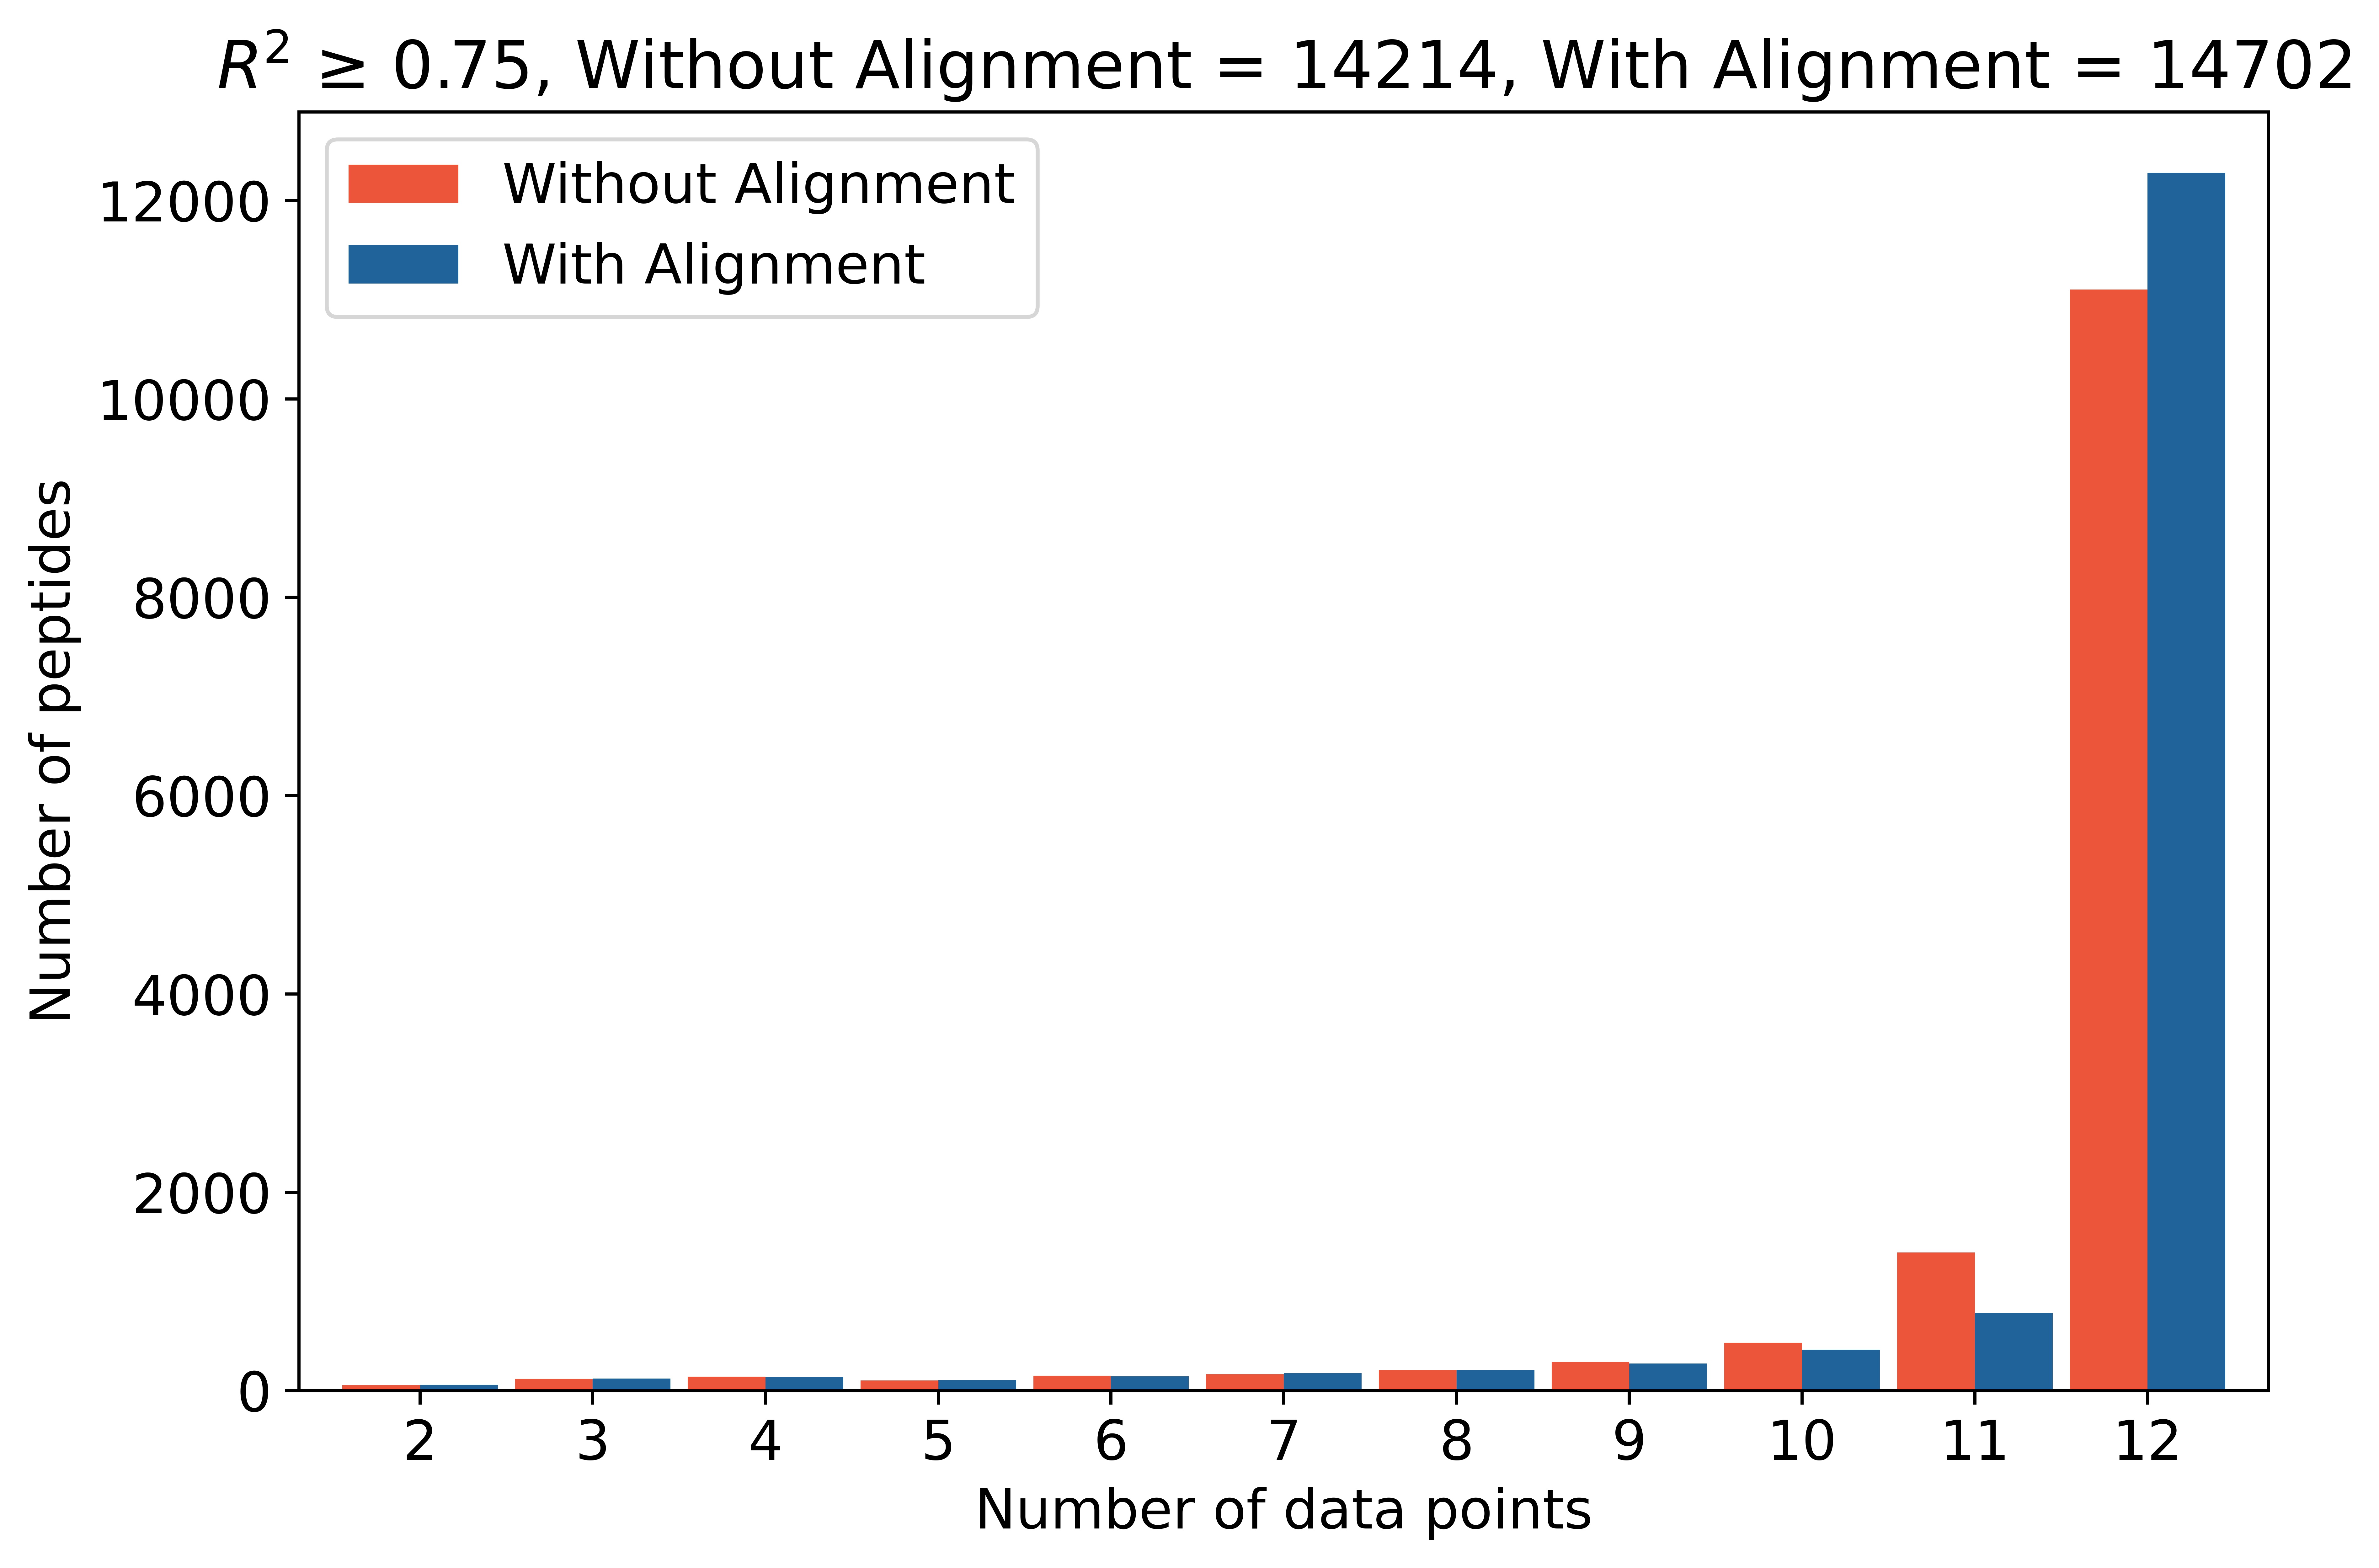 R² ≥ 0.75, Without Alignment = 14214, With Alignment = 14702
Without Alignment
With Alignment
12000
10000
8000
6000
4000
2000
0
Number of peptides
2 3 4 5 6 7 8 9 10 11 12
Number of data points